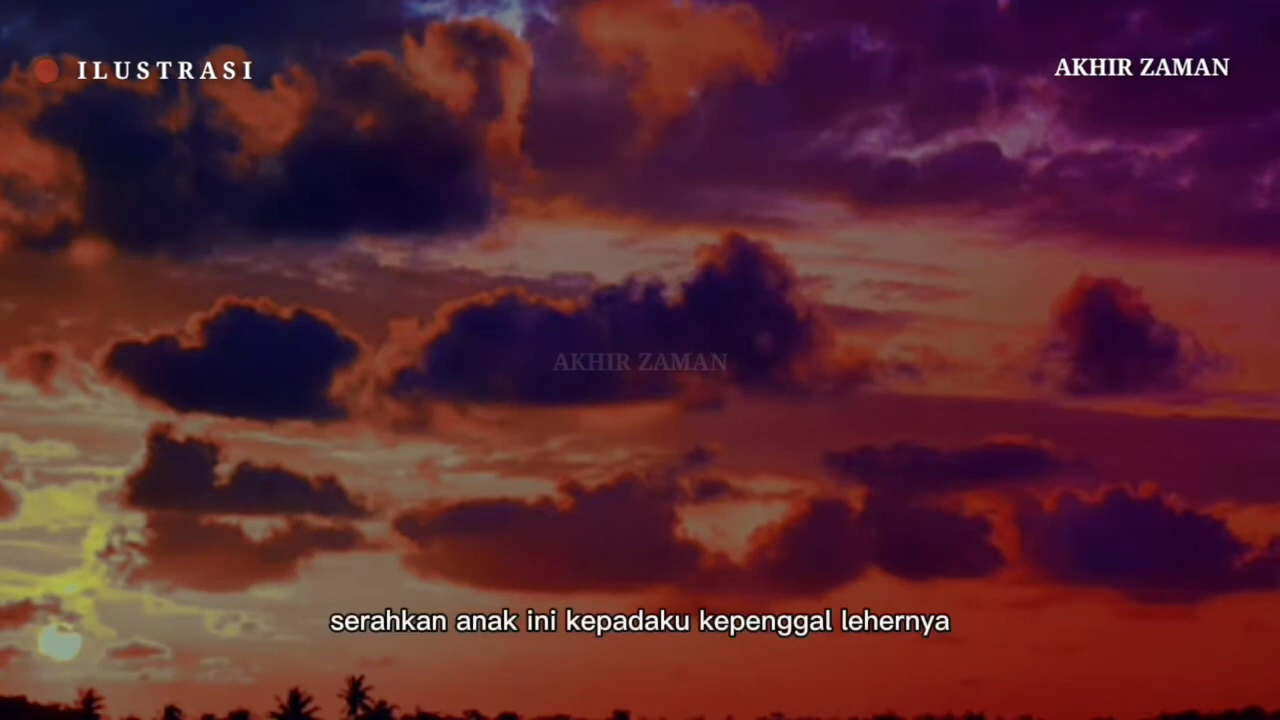 ILUSTRASI
AKHIR ZAMAN
AKHIR ZAMAN
serahkan anak ini kepadaku kepenggal lehernya